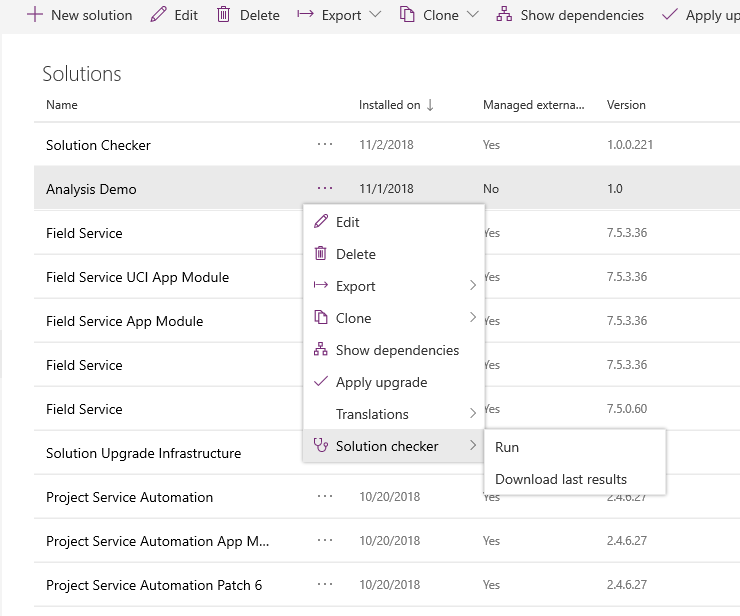 New solution Edit Delete Export Clone Show dependencies Apply up
Solutions
Name Installed on Managed externa... Version
Solution Checker ... 11/2/2018 Yes 1.0.0.221
Analysis Demo ... 11/1/2018 No 1.0
Edit
Field Service Yes 7.5.3.36
Delete
Field Service UCI App Module Yes 7.5.3.36
Export
Clone
Field Service App Module Yes 7.5.3.36
Show dependencies
Field Service Yes 7.5.3.36
Apply upgrade
Field Service Yes 7.5.0.60
Translations
Solution checker
Run
Solution Upgrade Infrastructure
Download last results
Project Service Automation ... 10/20/2018 Yes 2.4.6.27
Project Service Automation App M... ... 10/20/2018 Yes 2.4.6.27
Project Service Automation Patch 6 ... 10/20/2018 Yes 2.4.6.27